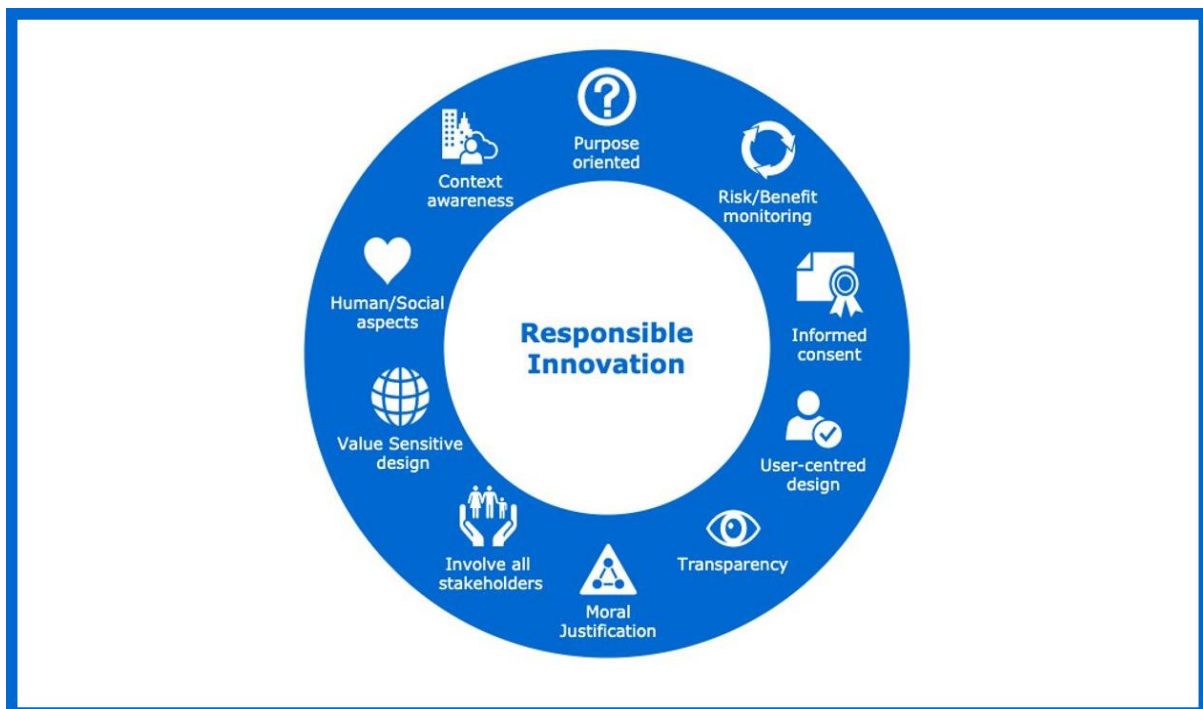 Purpose
oriented
Risk/Benefit
monitoring
Informed
consent
User-centred
design
Transparency
Moral
Justification
Involve all
stakeholders
Value Sensitive
design
Human/Social
aspects
Context
awareness
Responsible
Innovation